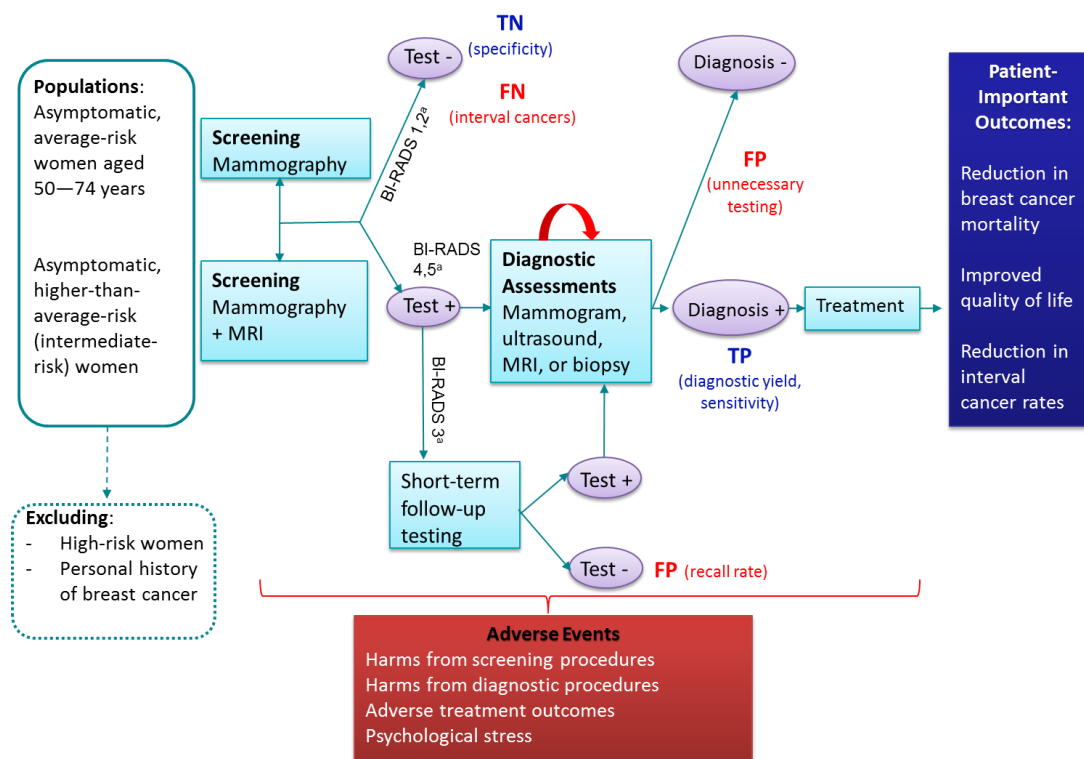 Populations:
Asymptomatic,
average-risk
women aged
50—74 years
Asymptomatic,
higher-than-
average-risk
(intermediate-
risk) women
Excluding:
- High-risk women
- Personal history
of breast cancer
Screening
Mammography
Screening
Mammography
+ MRI
BI-RADS 1,2ᵃ
Test -
TN
(specificity)
FN
(interval cancers)
BI-RADS
4,5ᵃ
Test +
BI-RADS 3ᵃ
Short-term
follow-up
testing
Test +
Test -
FP (recall rate)
Diagnostic
Assessments
Mammogram,
ultrasound,
MRI, or biopsy
Diagnosis -
FP
(unnecessary
testing)
Diagnosis +
TP
(diagnostic yield,
sensitivity)
Treatment
Patient-
Important
Outcomes:
Reduction in
breast cancer
mortality
Improved
quality of life
Reduction in
interval
cancer rates
Adverse Events
Harms from screening procedures
Harms from diagnostic procedures
Adverse treatment outcomes
Psychological stress